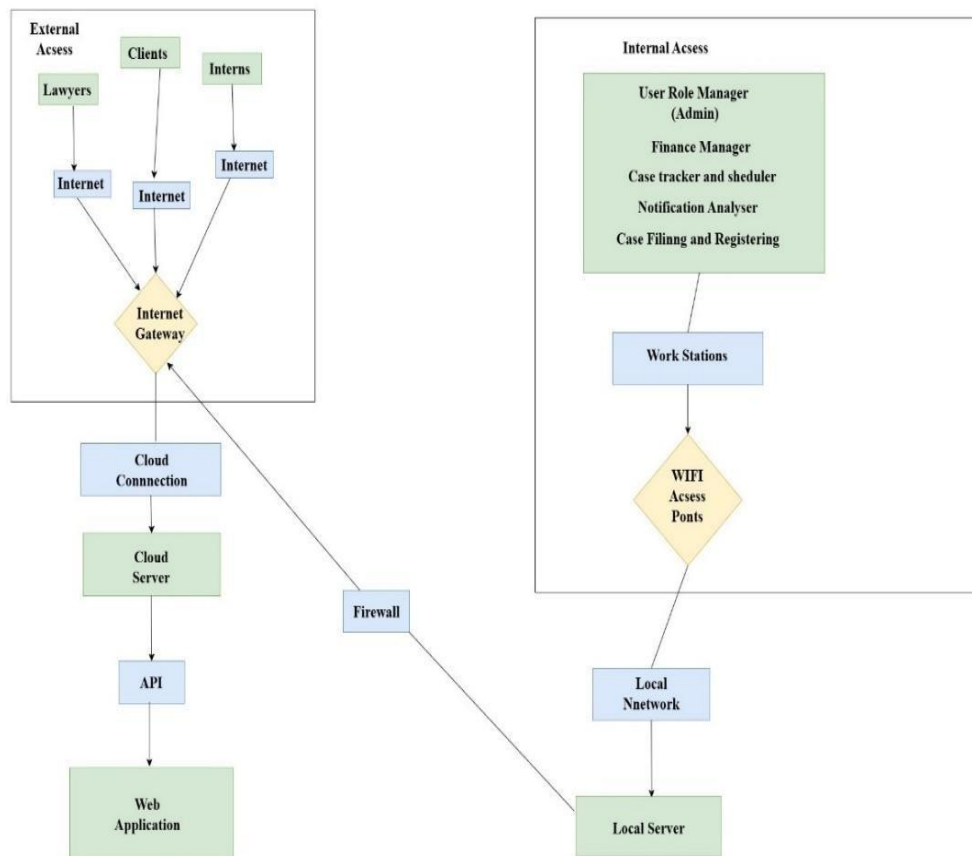 External
Acsess
Clients
Interns
Lawyers
Internet
Internet
Internet
Internet
Gateway
Cloud
Connnection
Cloud
Server
API
Web
Application
Firewall
Internal Acsess
User Role Manager
(Admin)
Finance Manager
Case tracker and sheduler
Notification Analyser
Case Filinng and Registering
Work Stations
WIFI
Acsess
Ponts
Local
Nnetwork
Local Server